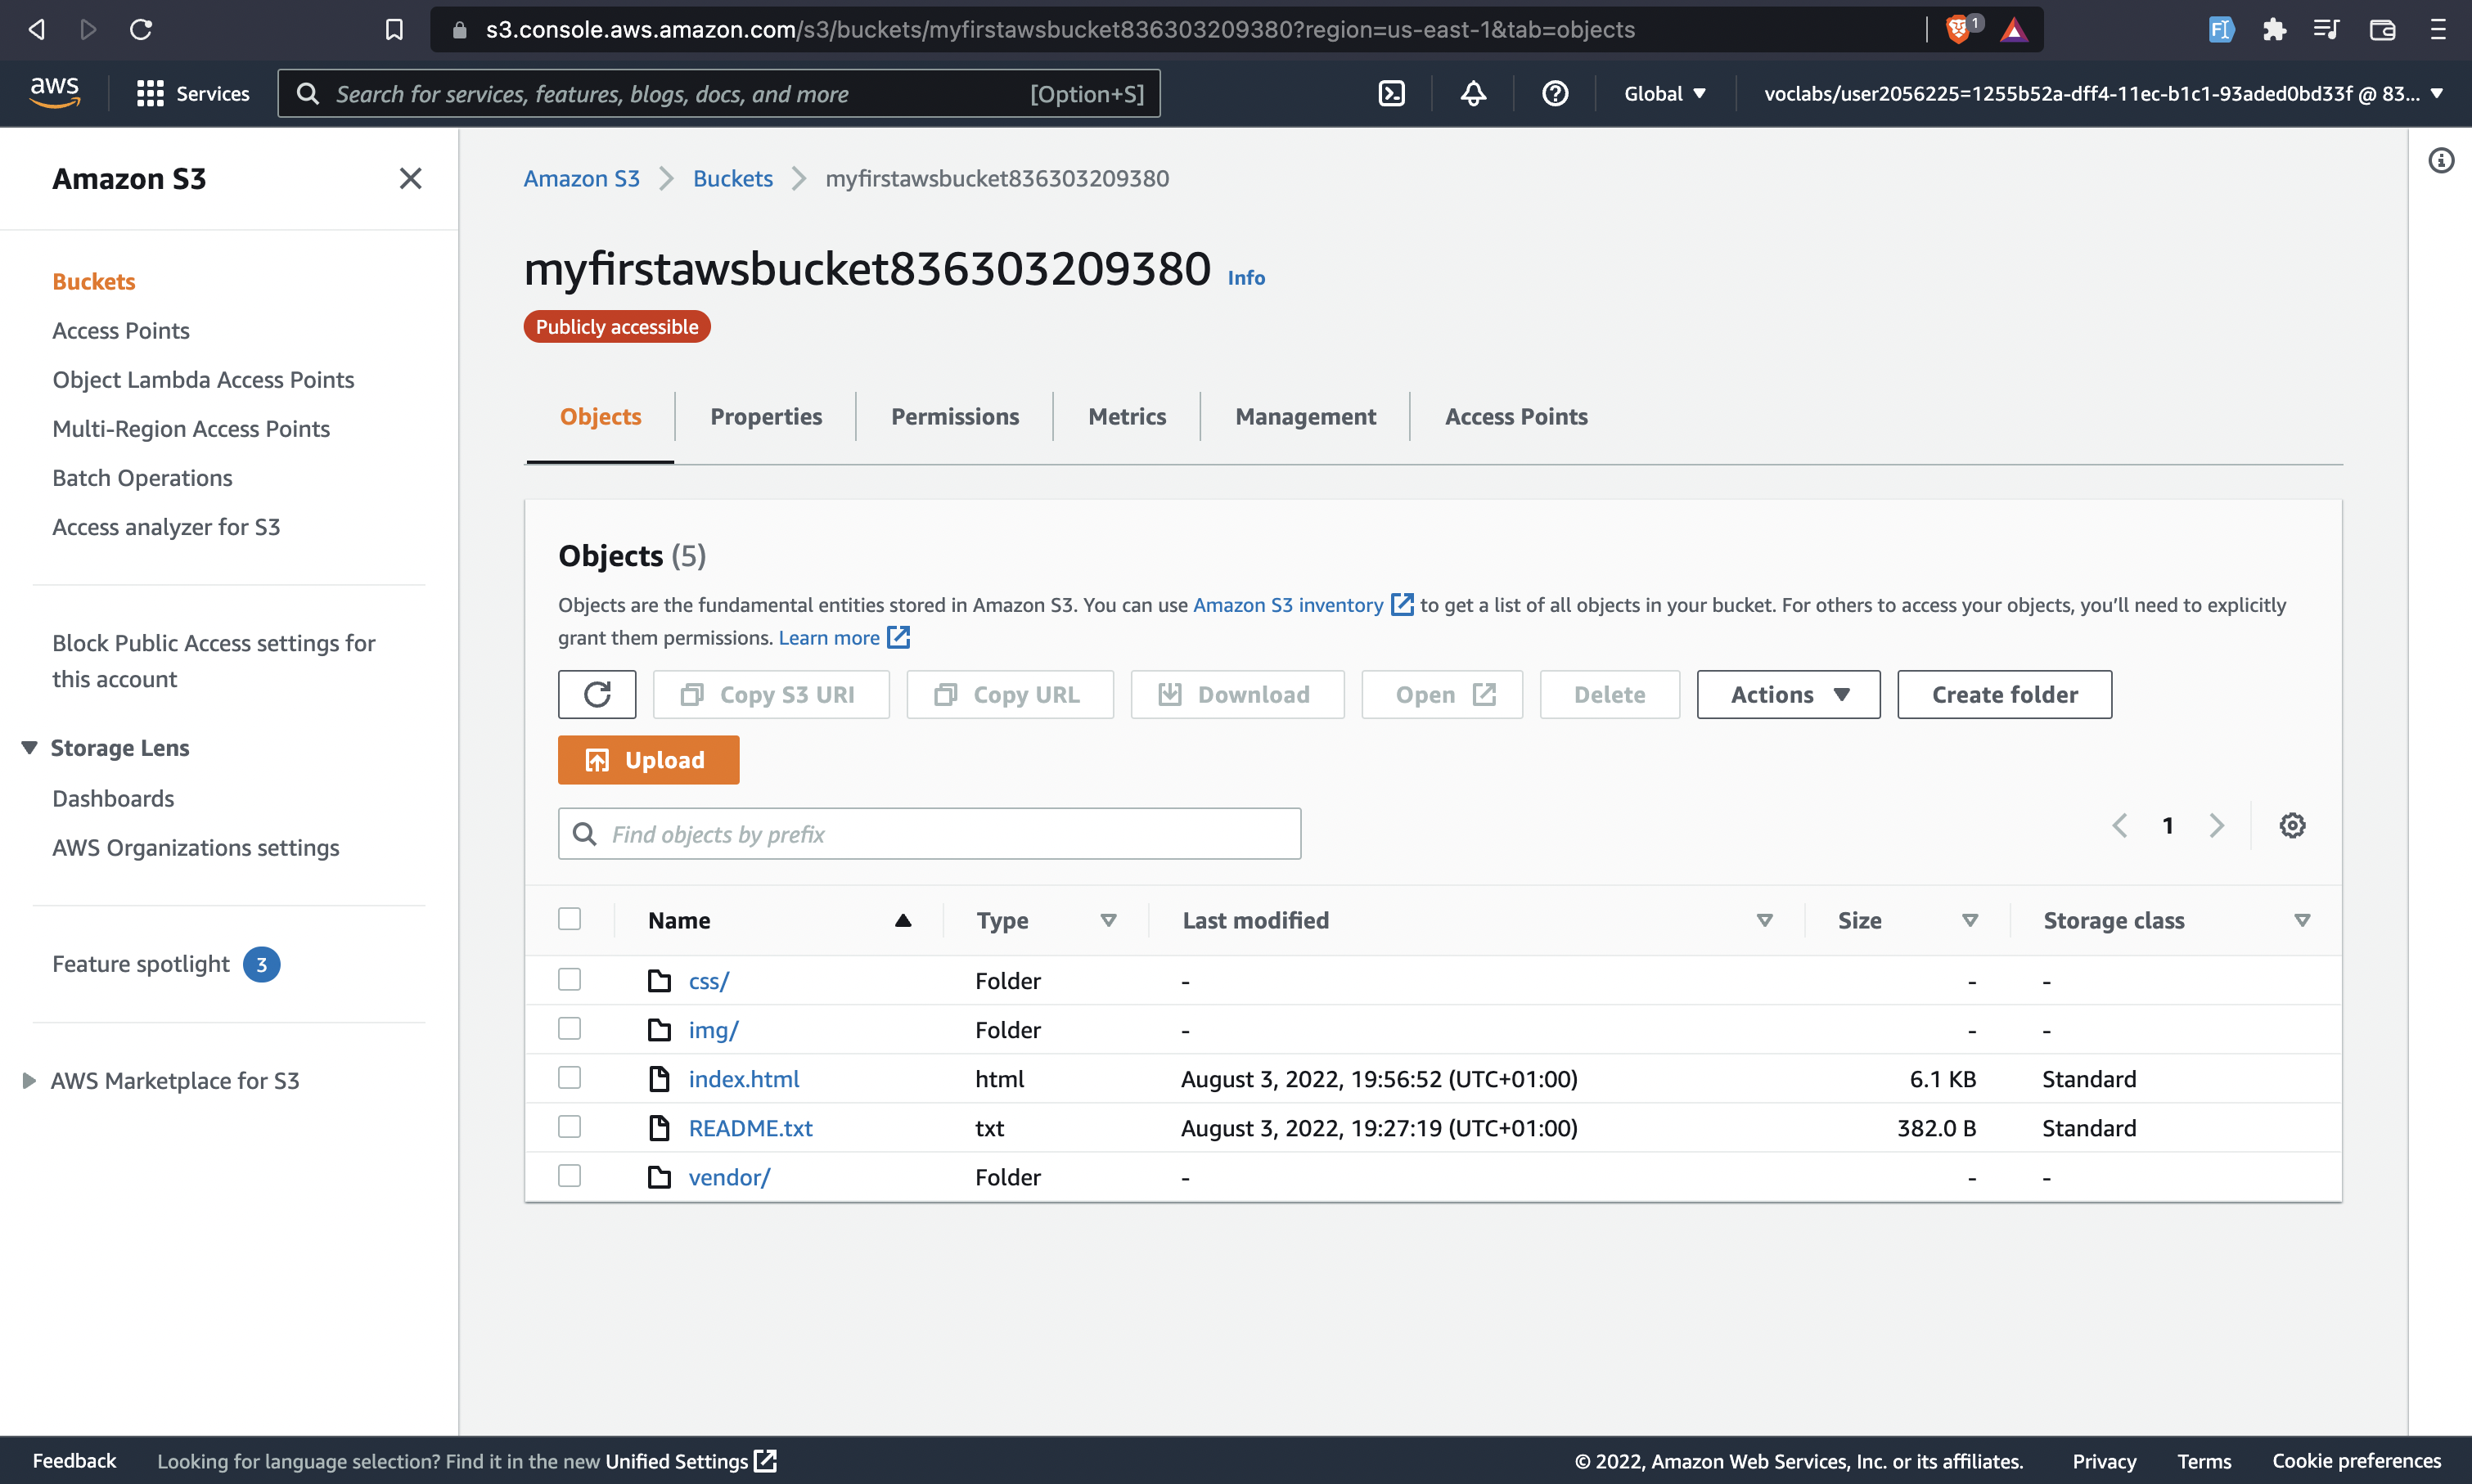 s3.console.aws.amazon.com/s3/buckets/myfirstawsbucket836303209380?region=us-east-1&tab=objects
1
aws
Services
Search for services, features, blogs, docs, and more
[Option+S]
Global
voclabs/user2056225=1255b52a-dff4-11ec-b1c1-93aded0bd33f @ 83...
Amazon S3
Buckets
Access Points
Object Lambda Access Points
Multi-Region Access Points
Batch Operations
Access analyzer for S3
Block Public Access settings for
this account
Storage Lens
Dashboards
AWS Organizations settings
Feature spotlight 3
AWS Marketplace for S3
Amazon S3 > Buckets > myfirstawsbucket836303209380
myfirstawsbucket836303209380 Info
Publicly accessible
Objects Properties Permissions Metrics Management Access Points
Objects (5)
Objects are the fundamental entities stored in Amazon S3. You can use Amazon S3 inventory to get a list of all objects in your bucket. For others to access your objects, you’ll need to explicitly
grant them permissions. Learn more
Copy S3 URI Copy URL Download Open Delete Actions Create folder
Upload
Find objects by prefix
1
Name Type Last modified Size Storage class
css/ Folder - - -
img/ Folder - - -
index.html html August 3, 2022, 19:56:52 (UTC+01:00) 6.1 KB Standard
README.txt txt August 3, 2022, 19:27:19 (UTC+01:00) 382.0 B Standard
vendor/ Folder - - -
Feedback Looking for language selection? Find it in the new Unified Settings
© 2022, Amazon Web Services, Inc. or its affiliates. Privacy Terms Cookie preferences